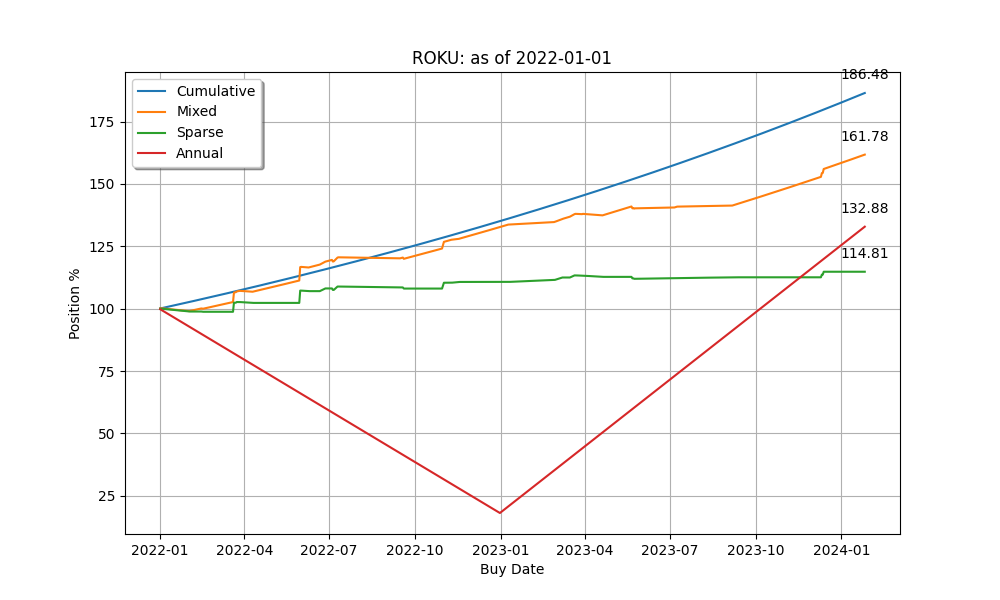 ROKU: as of 2022-01-01
Cumulative
Mixed
Sparse
Annual
186.48
161.78
132.88
114.81
175
150
125
100
75
50
25
Position %
2022-01 2022-04 2022-07 2022-10 2023-01 2023-04 2023-07 2023-10 2024-01
Buy Date